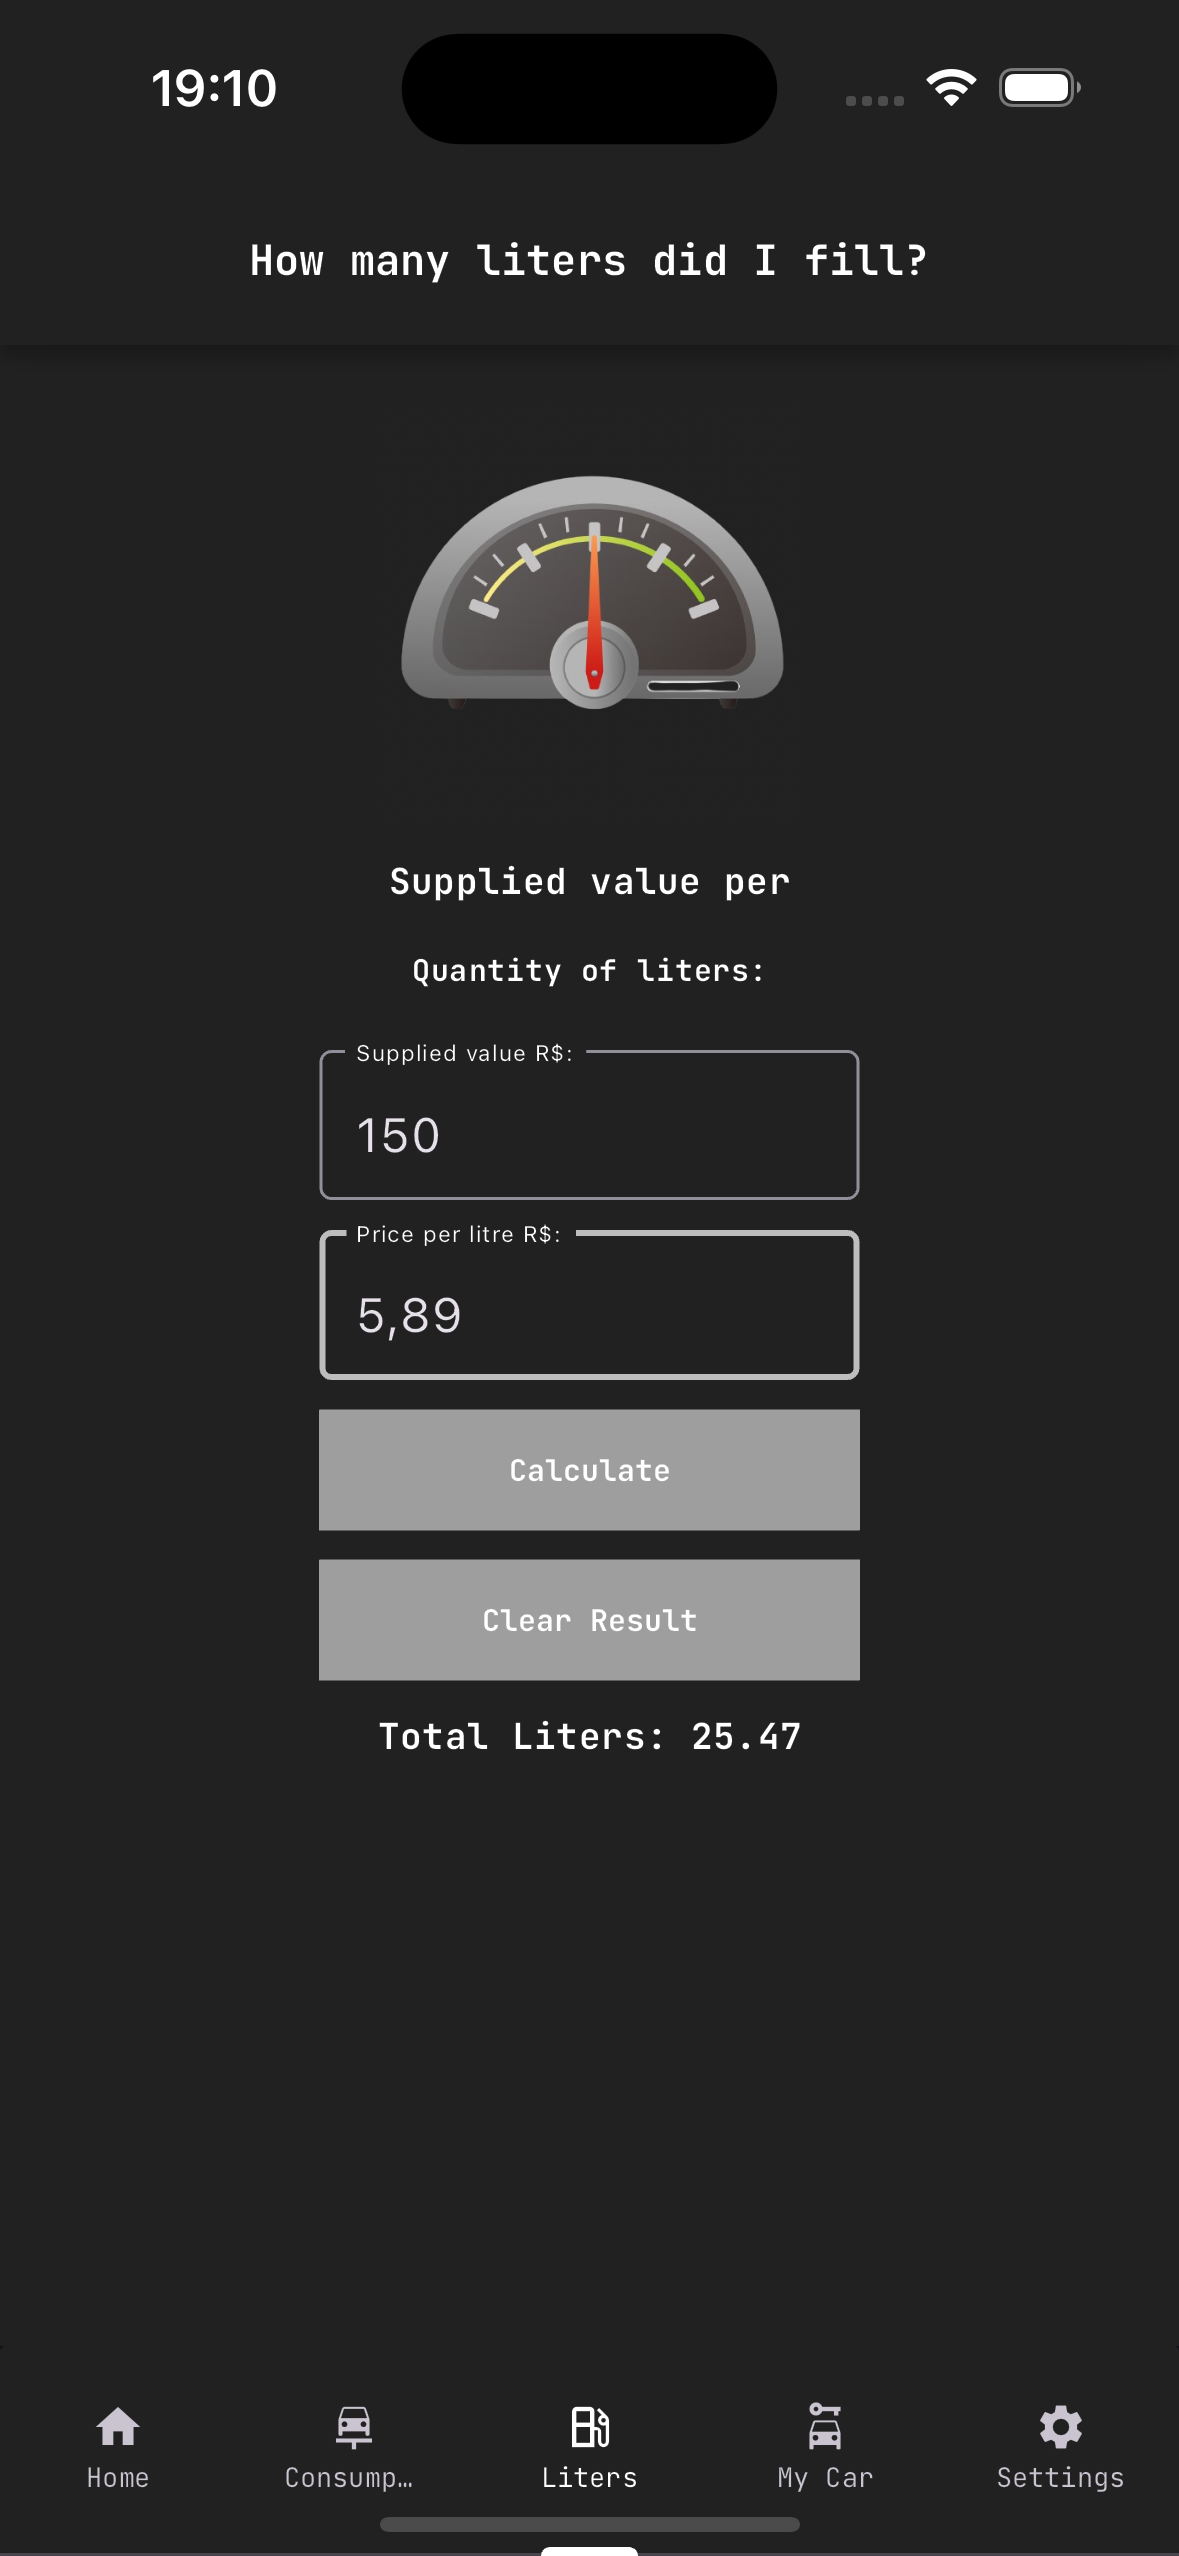 19:10
How many liters did I fill?
Supplied value per
Quantity of liters:
Supplied value R$:
150
Price per litre R$:
5,89
Calculate
Clear Result
Total Liters: 25.47
Home
Consump…
Liters
My Car
Settings